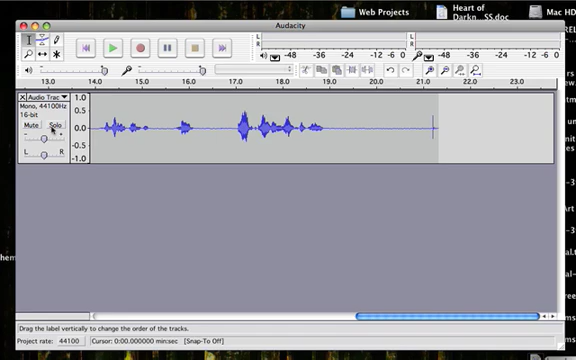 Web Projects
Heart of
Darkn...SS.doc
Mac HD
Audacity
L
R
-48 -36 -24 -12 0
L
R
-48 -36 -24 -12 0
13.0 14.0 15.0 16.0 17.0 18.0 19.0 20.0 21.0 22.0 23.0
X Audio Trac ▼
1.0
Mono, 44100Hz
16-bit
0.5
Mute Solo
0.0
- +
-0.5
L R
-1.0
Drag the label vertically to change the order of the tracks.
Project rate: 44100 Cursor: 0:00.000000 min:sec [Snap-To Off]